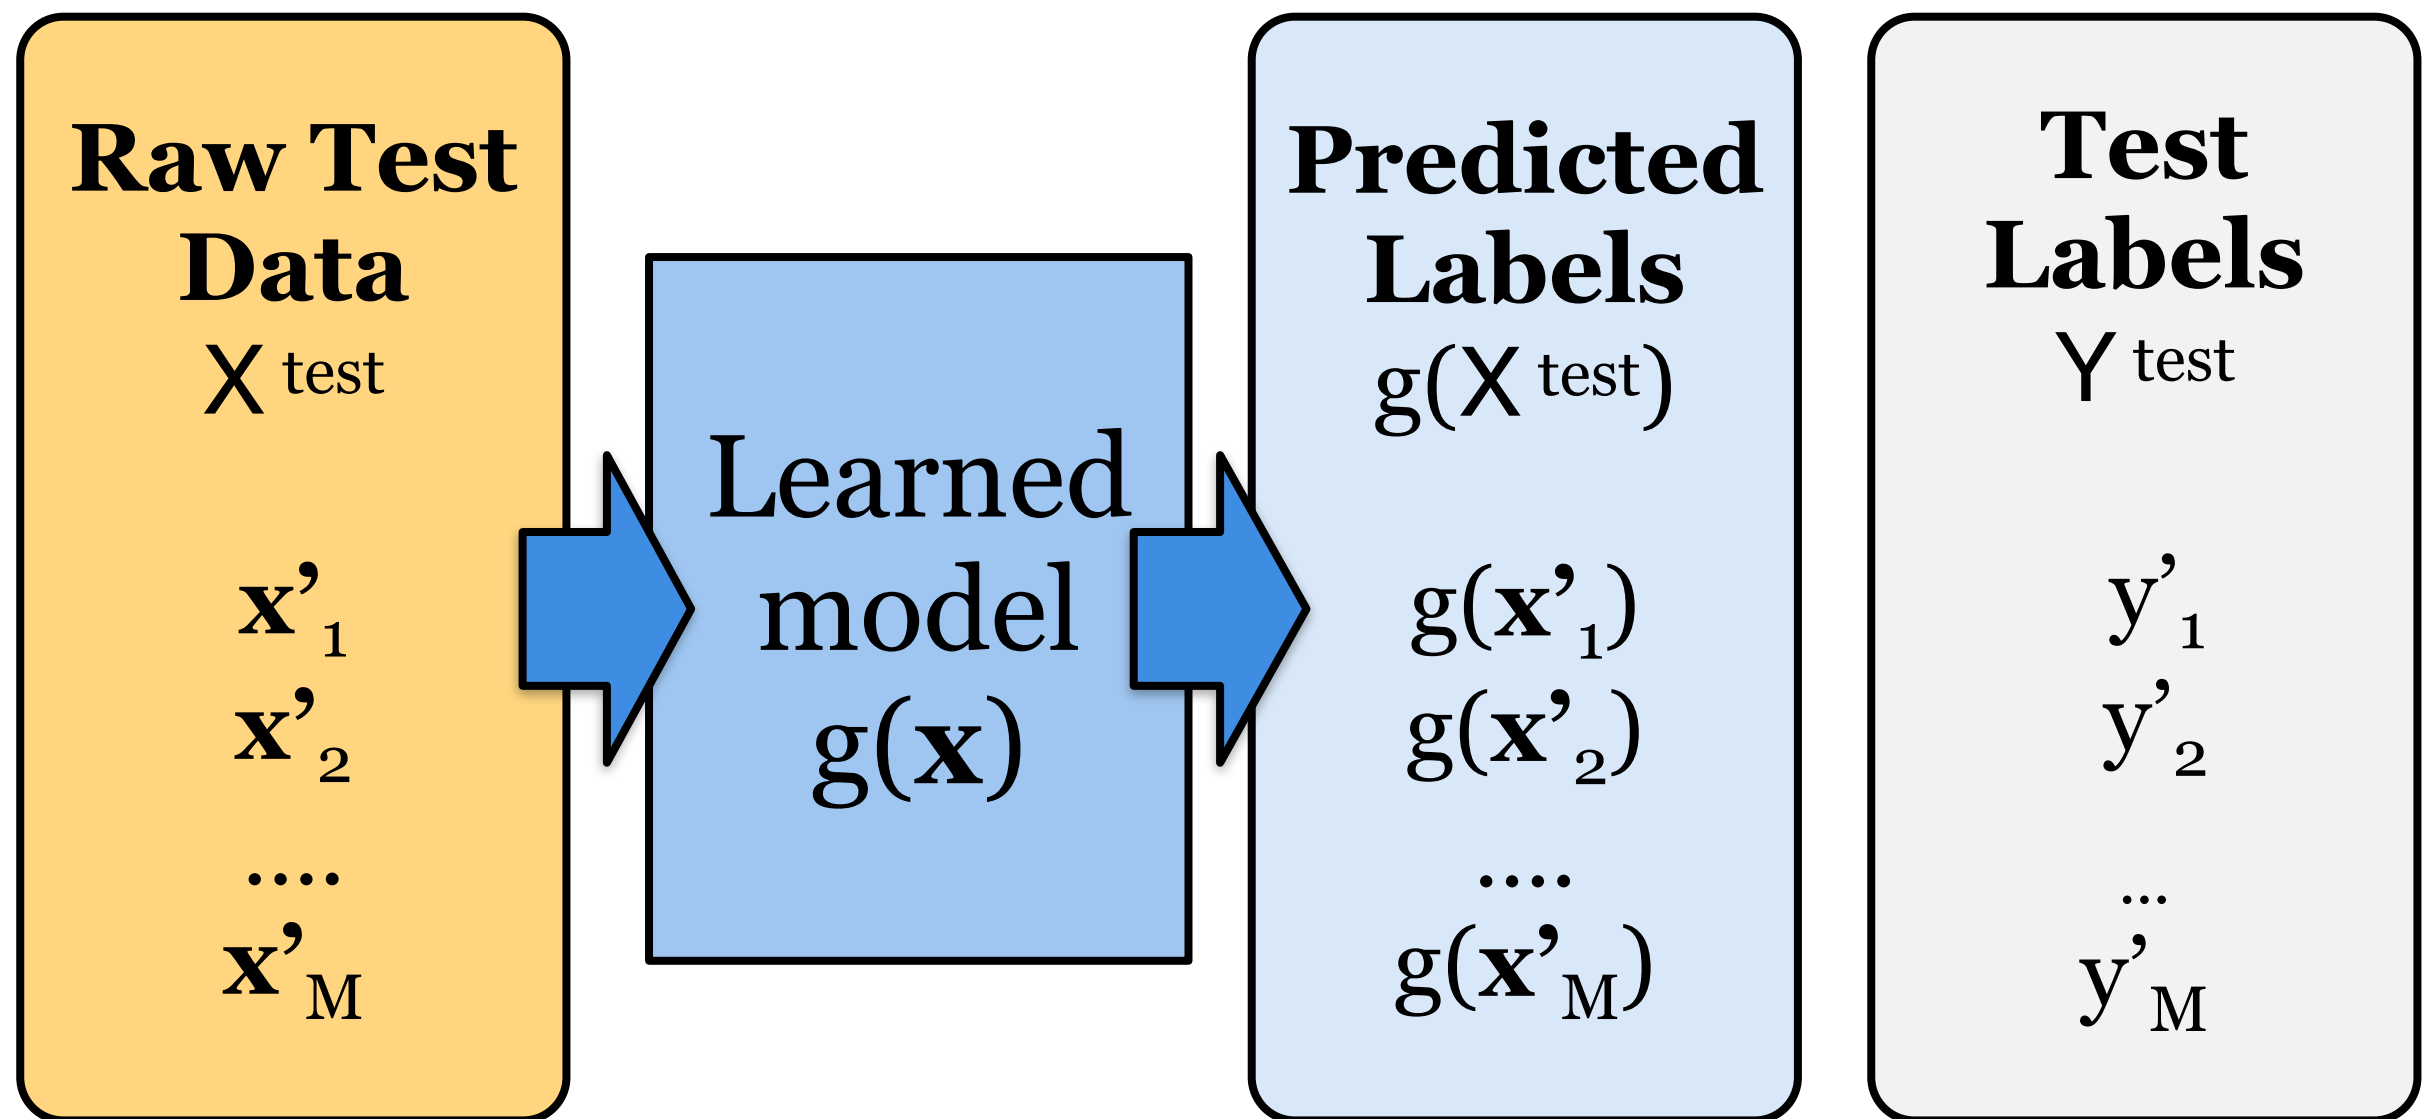 Raw Test
Data
X test
x’1
x’2
....
x’M
Learned
model
g(x)
Predicted
Labels
g(X test)
g(x’1)
g(x’2)
....
g(x’M)
Test
Labels
Y test
y’1
y’2
...
y’M